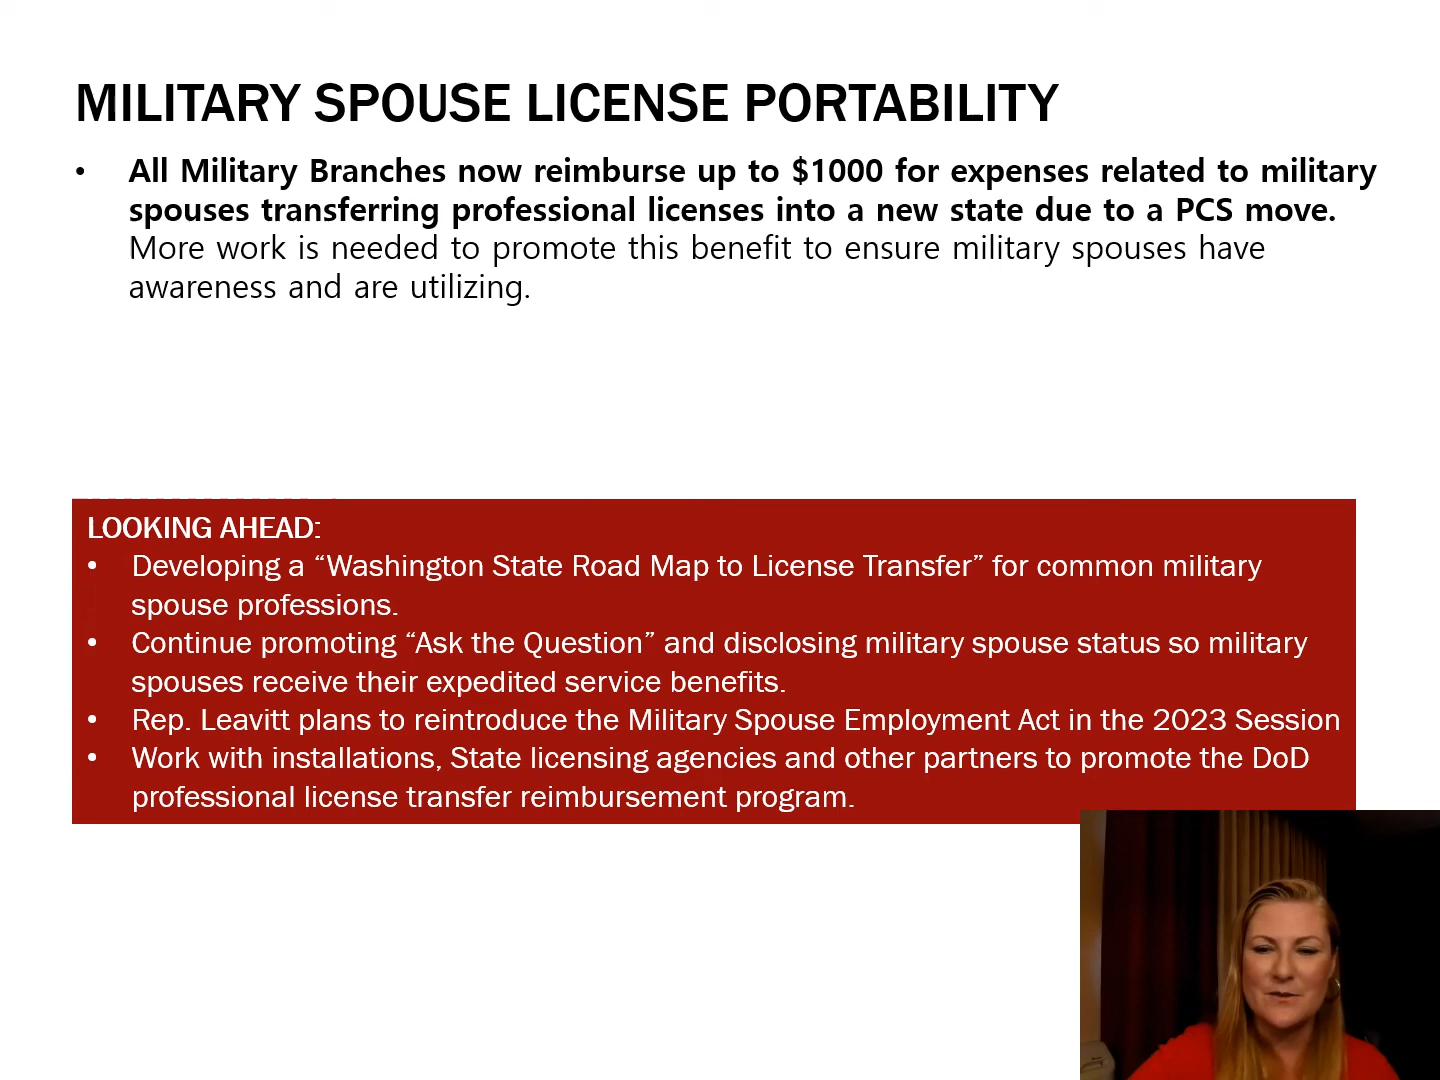 MILITARY SPOUSE LICENSE PORTABILITY
• All Military Branches now reimburse up to $1000 for expenses related to military
spouses transferring professional licenses into a new state due to a PCS move.
More work is needed to promote this benefit to ensure military spouses have
awareness and are utilizing.
LOOKING AHEAD:
• Developing a “Washington State Road Map to License Transfer” for common military
spouse professions.
• Continue promoting “Ask the Question” and disclosing military spouse status so military
spouses receive their expedited service benefits.
• Rep. Leavitt plans to reintroduce the Military Spouse Employment Act in the 2023 Session
• Work with installations, State licensing agencies and other partners to promote the DoD
professional license transfer reimbursement program.